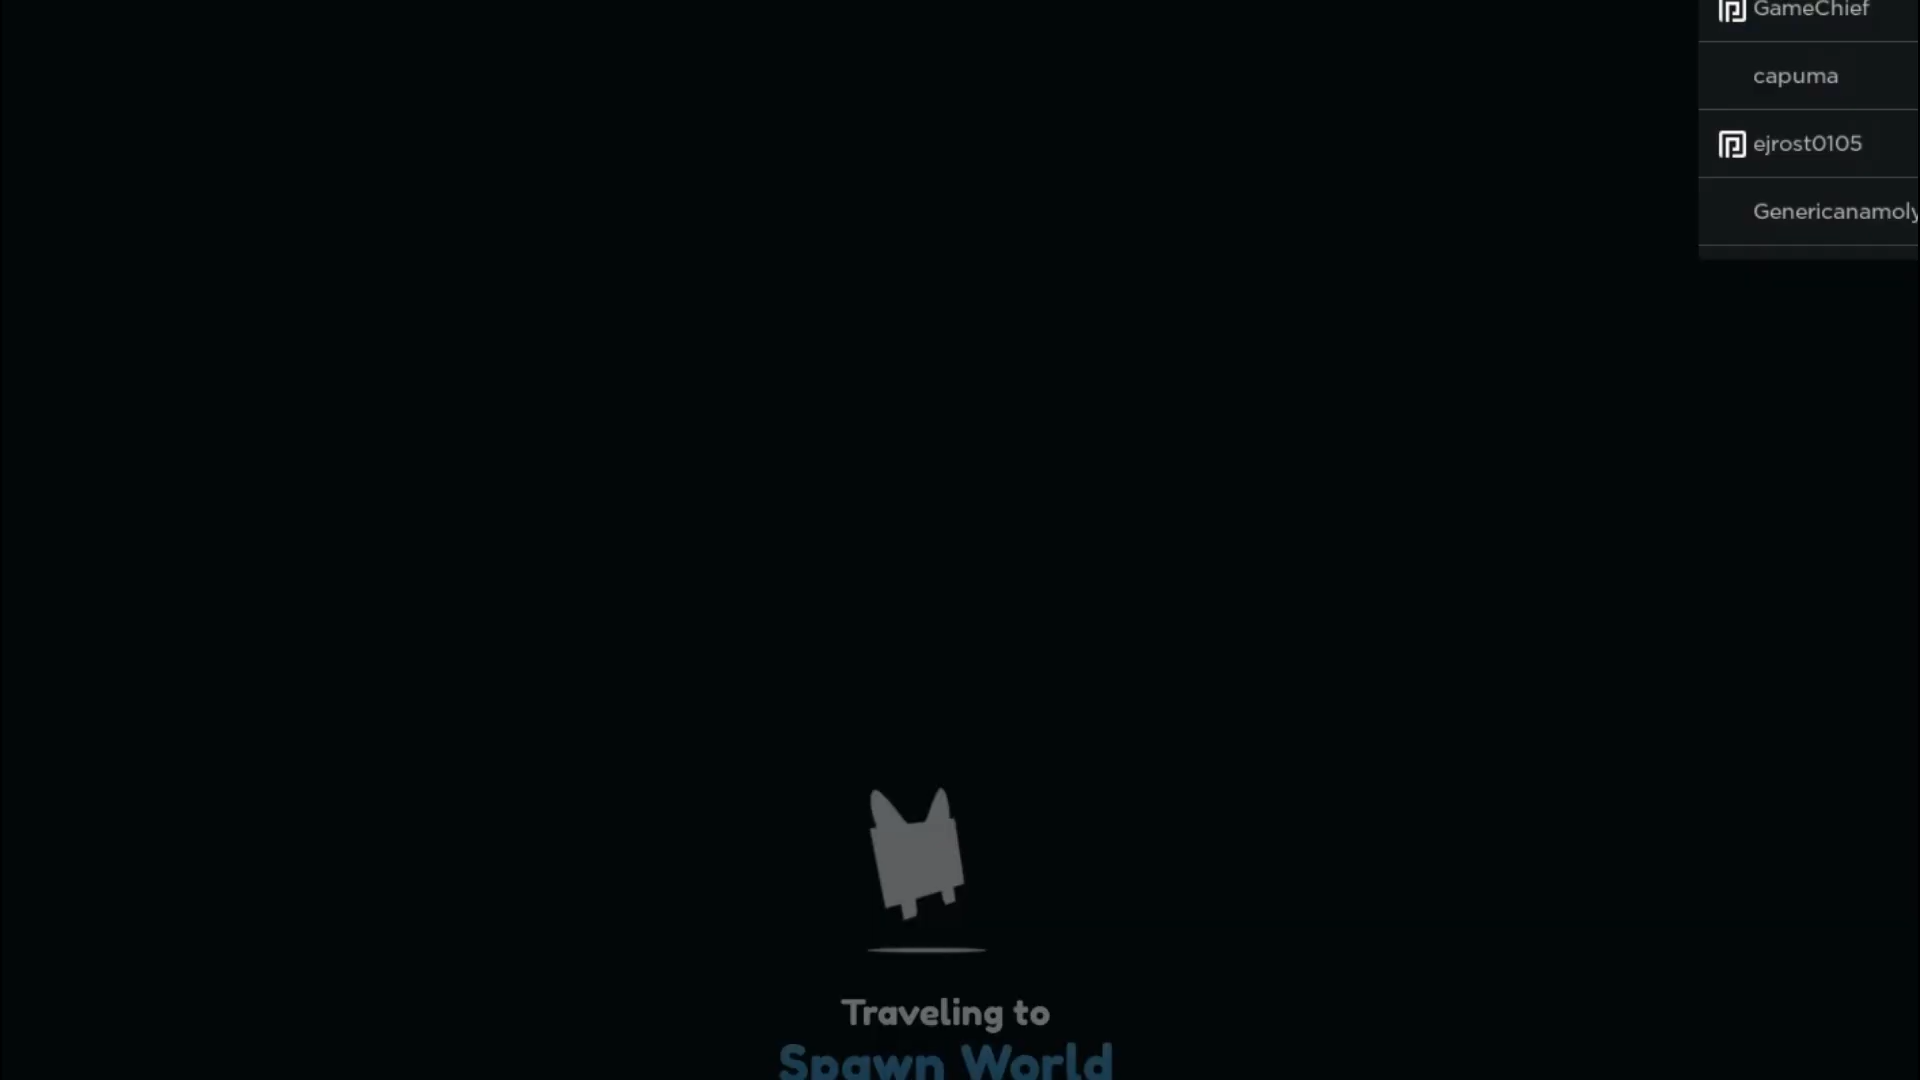 GameChief
capuma
ejrost0105
Genericanamoly
Traveling to
Spawn World